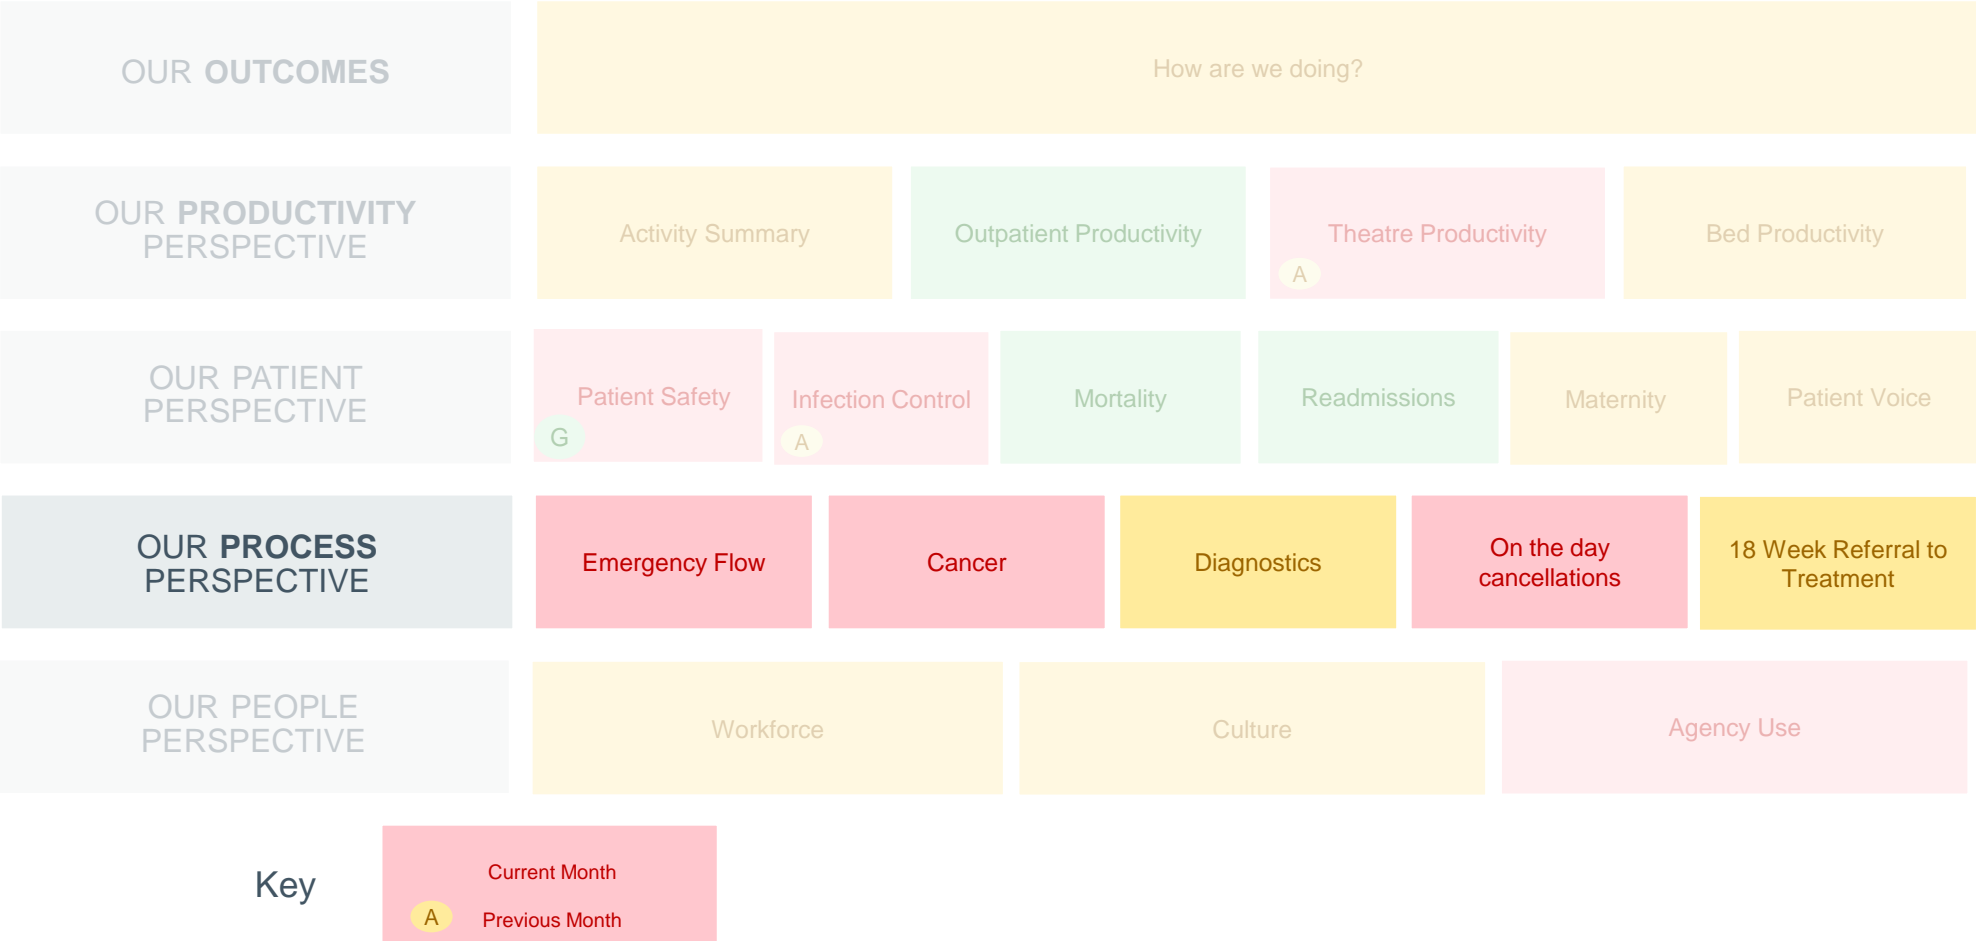 OUR OUTCOMES
How are we doing?
OUR PRODUCTIVITY
PERSPECTIVE
Activity Summary
Outpatient Productivity
Theatre Productivity
A
Bed Productivity
OUR PATIENT
PERSPECTIVE
Patient Safety
G
Infection Control
A
Mortality
Readmissions
Maternity
Patient Voice
OUR PROCESS
PERSPECTIVE
Emergency Flow
Cancer
Diagnostics
On the day
cancellations
18 Week Referral to
Treatment
OUR PEOPLE
PERSPECTIVE
Workforce
Culture
Agency Use
Key
Current Month
A
Previous Month